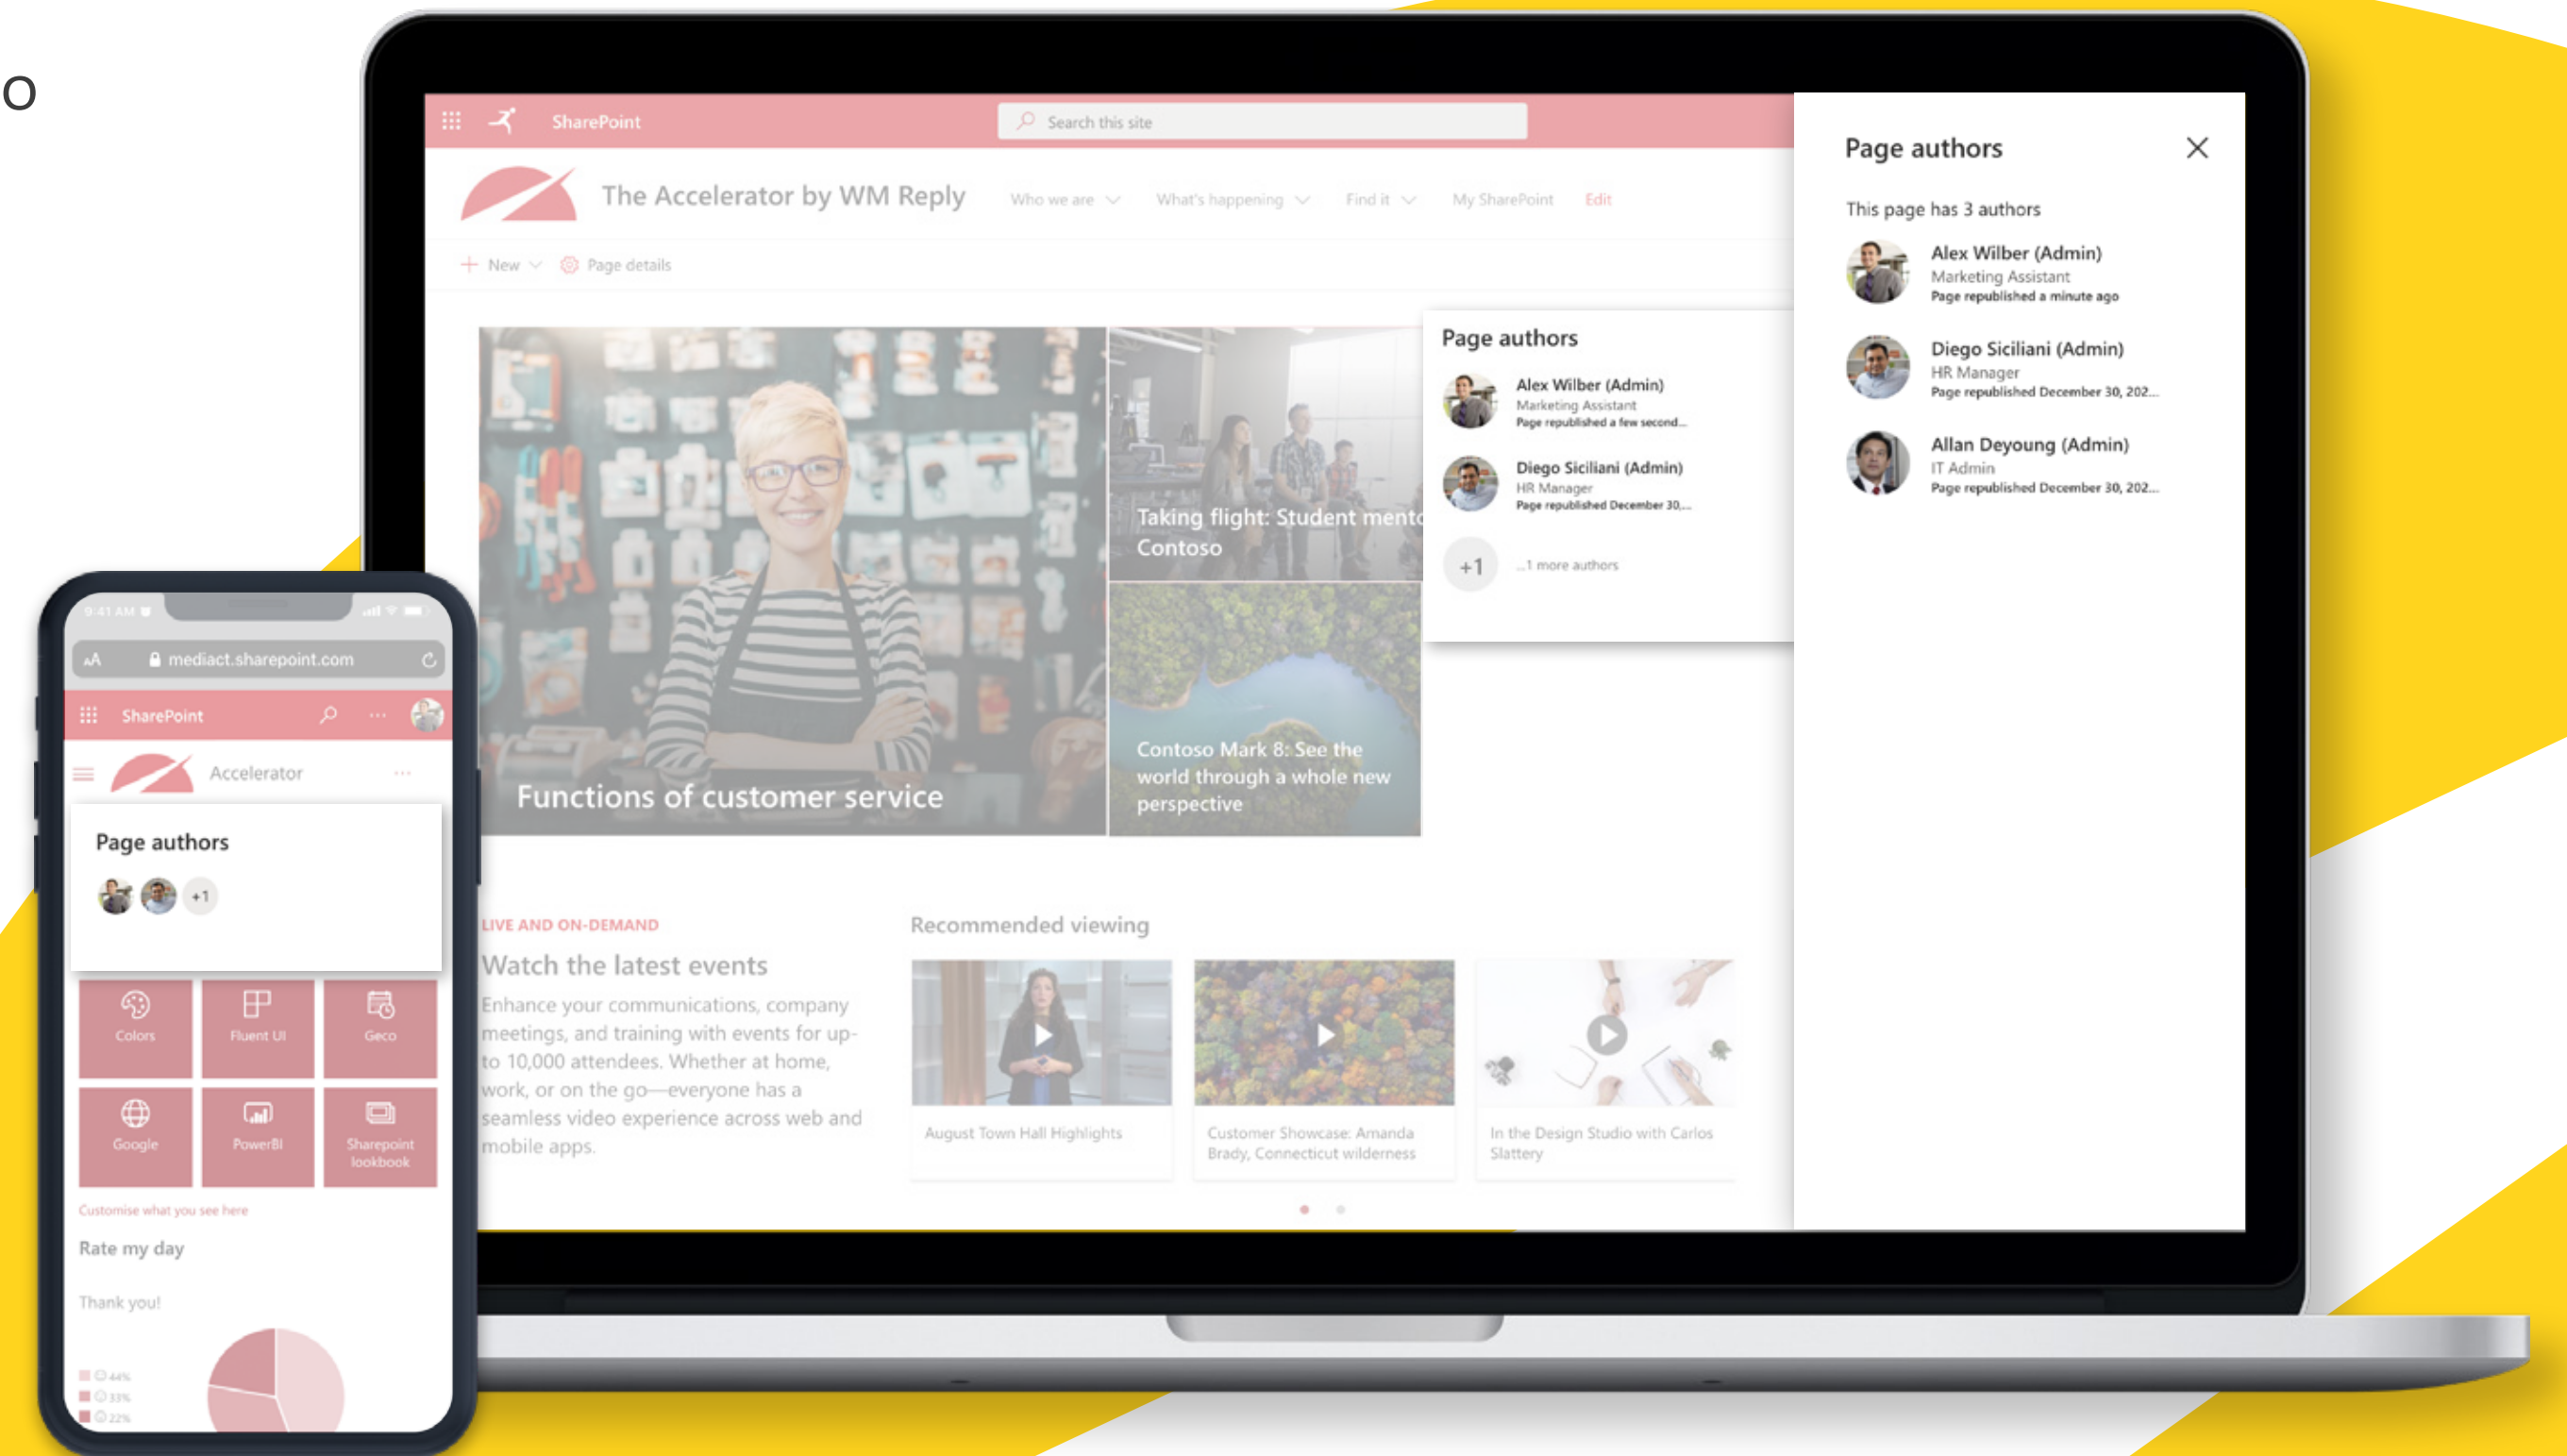 o
SharePoint
Search this site
The Accelerator by WM Reply
Who we are
What's happening
Find it
My SharePoint
Edit
New
Page details
Functions of customer service
Taking flight: Student mento
Contoso
Contoso Mark 8: See the
world through a whole new
perspective
Page authors
Alex Wilber (Admin)
Marketing Assistant
Page republished a few second...
Diego Siciliani (Admin)
HR Manager
Page republished December 30,...
+1
...1 more authors
LIVE AND ON-DEMAND
Watch the latest events
Enhance your communications, company
meetings, and training with events for up-
to 10,000 attendees. Whether at home,
work, or on the go—everyone has a
seamless video experience across web and
mobile apps.
Recommended viewing
August Town Hall Highlights
Customer Showcase: Amanda
Brady, Connecticut wilderness
In the Design Studio with Carlos
Slattery
Page authors
This page has 3 authors
Alex Wilber (Admin)
Marketing Assistant
Page republished a minute ago
Diego Siciliani (Admin)
HR Manager
Page republished December 30, 202...
Allan Deyoung (Admin)
IT Admin
Page republished December 30, 202...
9:41 AM
AA
mediact.sharepoint.com
SharePoint
Accelerator
Page authors
+1
Colors
Fluent UI
Geco
Google
PowerBI
Sharepoint
lookbook
Customise what you see here
Rate my day
Thank you!
44%
33%
22%